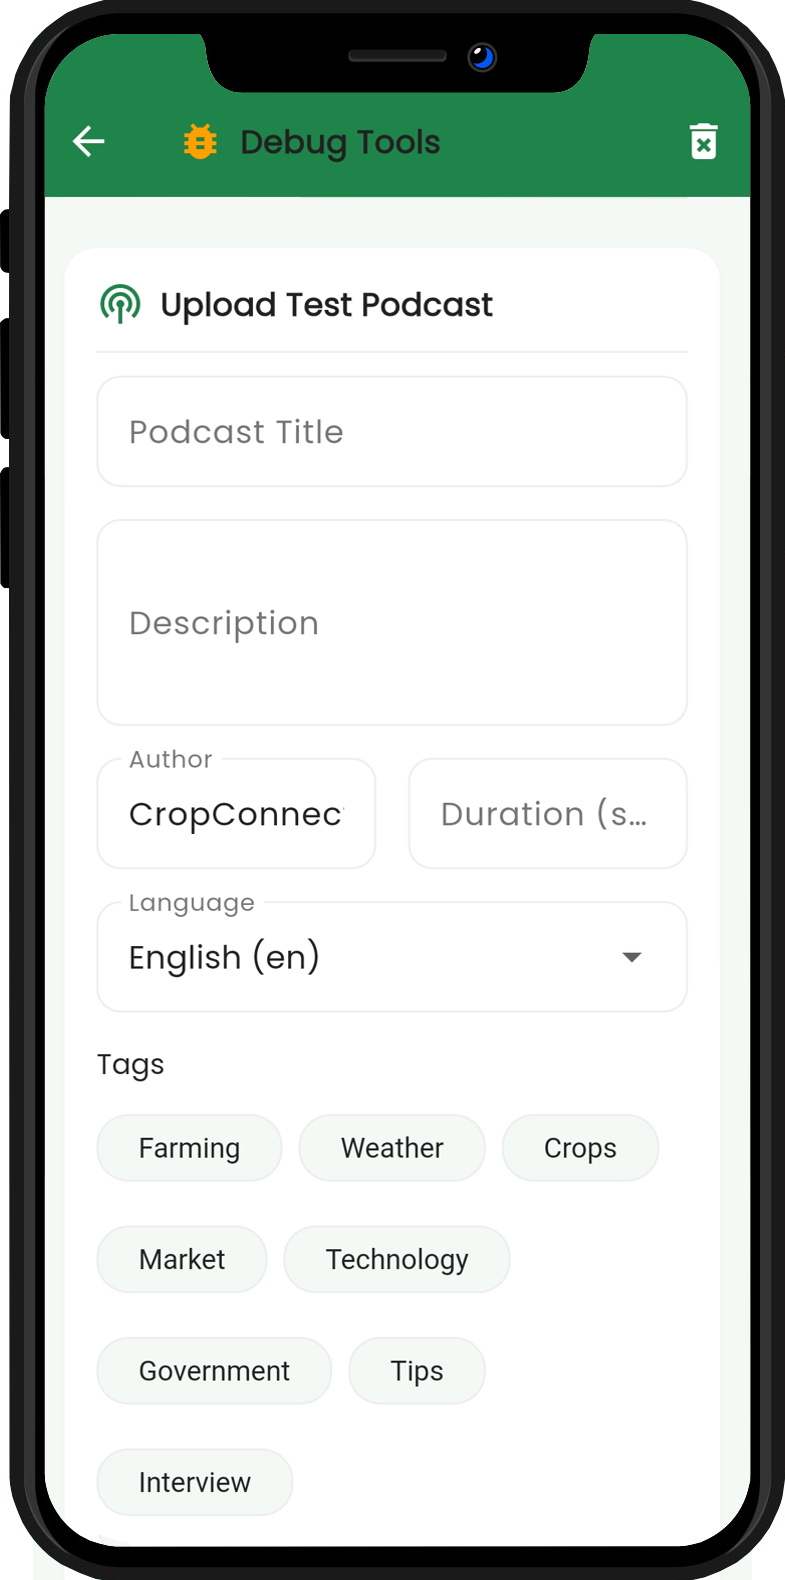 Debug Tools
Upload Test Podcast
Podcast Title
Description
Author
CropConnec
Duration (s...
Language
English (en)
Tags
Farming Weather Crops
Market Technology
Government Tips
Interview